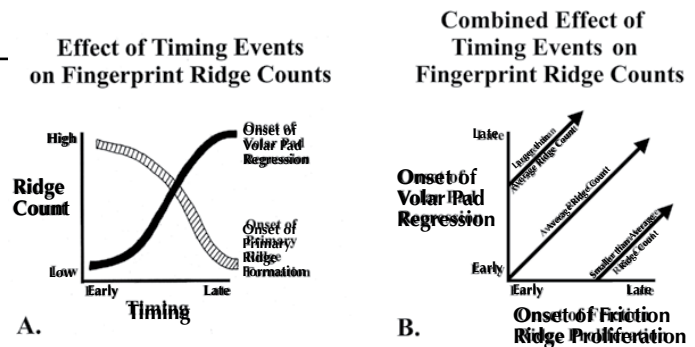 Effect of Timing Events
on Fingerprint Ridge Counts
High
Ridge
Count
Low
Early
Late
Timing
Onset of
Volar Pad
Regression
Onset of
Primary
Ridge
Formation
A.
Combined Effect of
Timing Events on
Fingerprint Ridge Counts
Late
Onset of
Volar Pad
Regression
Early
Larger than
Average Ridge Count
Average Ridge Count
Smaller than Average
Ridge Count
Early
Late
Onset of Friction
Ridge Proliferation
B.